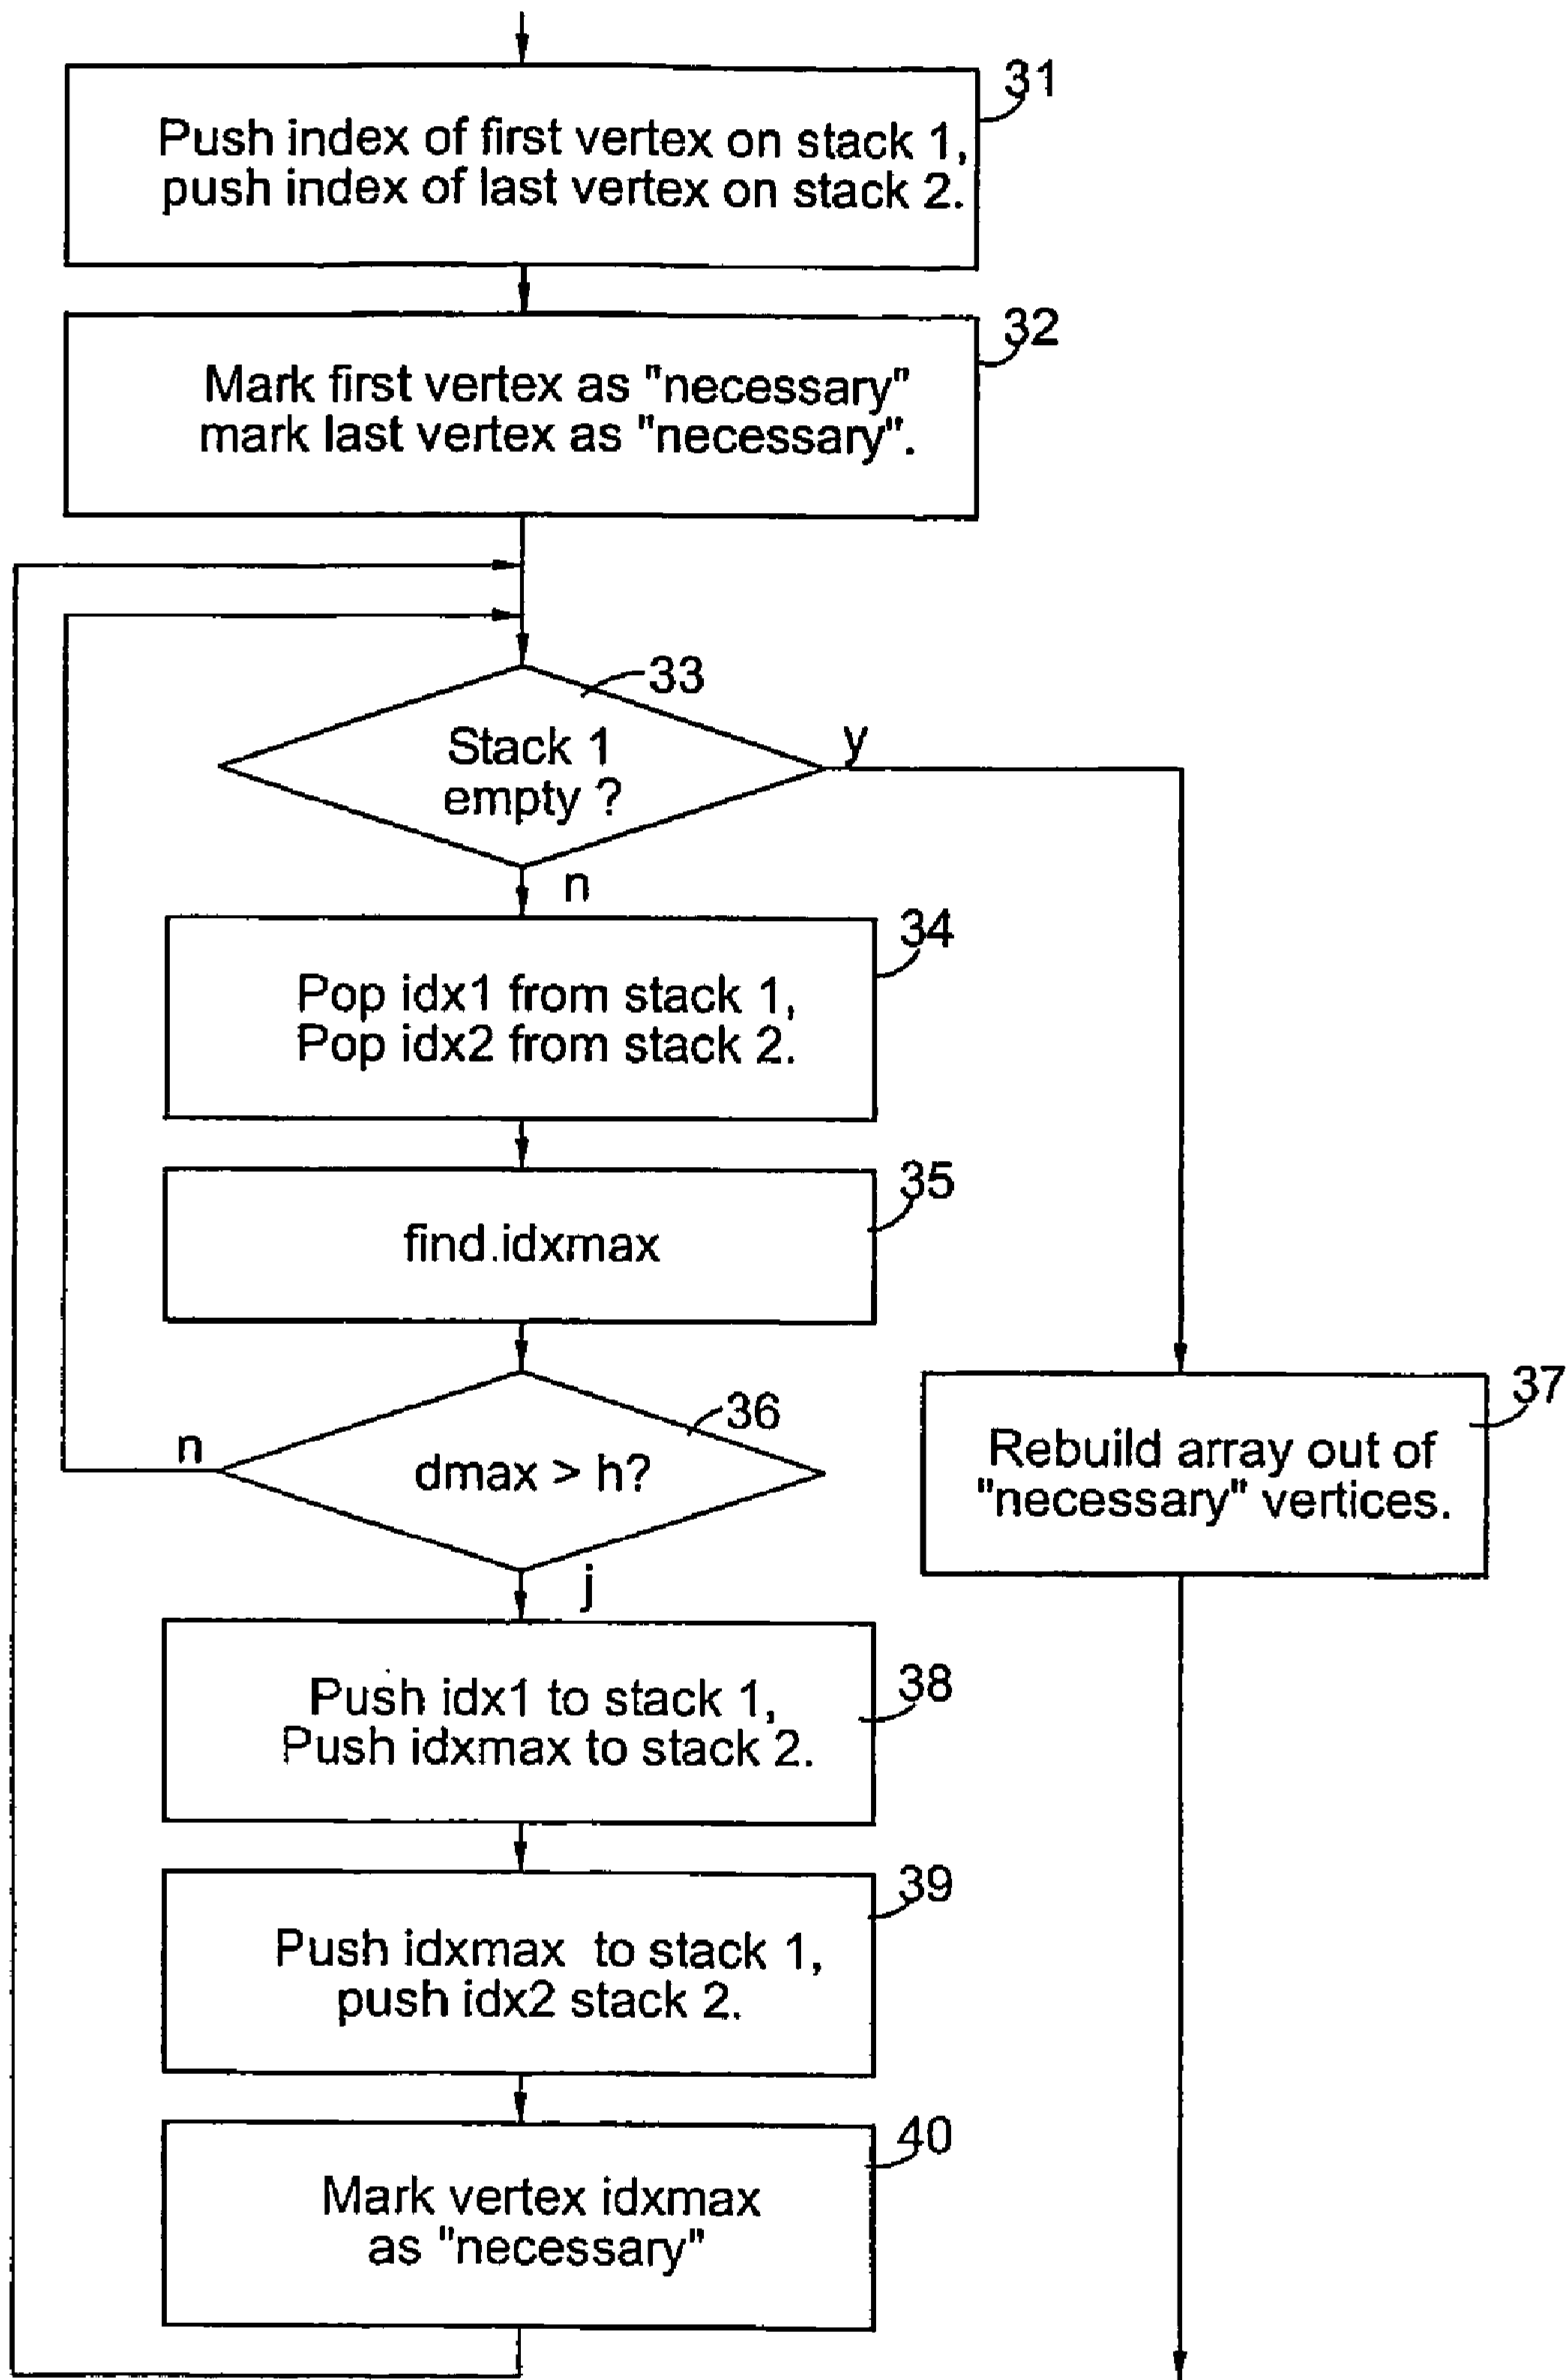 31
Push index of first vertex on stack 1,
push index of last vertex on stack 2.
32
Mark first vertex as "necessary"
mark last vertex as "necessary".
33
Stack 1
empty ?
y
n
34
Pop idx1 from stack 1,
Pop idx2 from stack 2.
35
find.idxmax
36
dmax > h?
n
j
37
Rebuild array out of
"necessary" vertices.
38
Push idx1 to stack 1,
Push idxmax to stack 2.
39
Push idxmax to stack 1,
push idx2 stack 2.
40
Mark vertex idxmax
as "necessary"